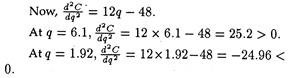 Now, d²C/dq² = 12q − 48.
At q = 6.1, d²C/dq² = 12 × 6.1 − 48 = 25.2 > 0.
At q = 1.92, d²C/dq² = 12×1.92−48 = −24.96 <
0.